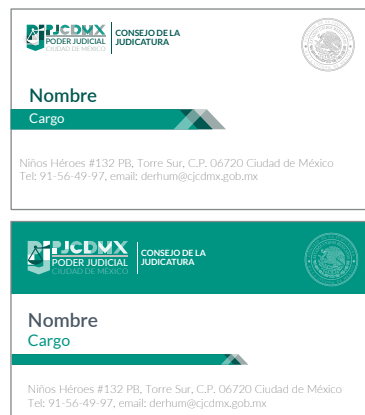 PJCDMX
PODER JUDICIAL
CIUDAD DE MÉXICO
CONSEJO DE LA
JUDICATURA
Nombre
Cargo
Niños Héroes #132 PB, Torre Sur, C.P. 06720 Ciudad de México
Tel: 91-56-49-97, email: derhum@cjcdmx.gob.mx
PJCDMX
PODER JUDICIAL
CIUDAD DE MÉXICO
CONSEJO DE LA
JUDICATURA
Nombre
Cargo
Niños Héroes #132 PB, Torre Sur, C.P. 06720 Ciudad de México
Tel: 91-56-49-97, email: derhum@cjcdmx.gob.mx